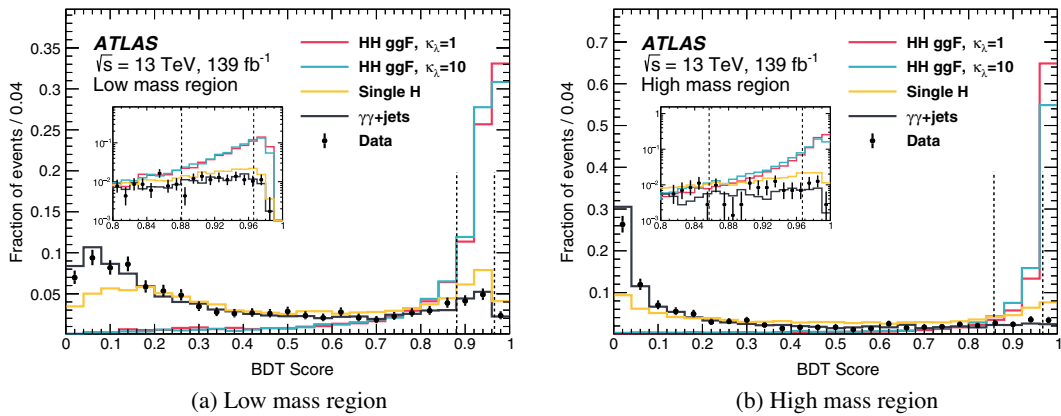 ATLAS
√s = 13 TeV, 139 fb⁻¹
Low mass region
HH ggF, κλ=1
HH ggF, κλ=10
Single H
γγ+jets
Data
Fraction of events / 0.04
0.35
0.3
0.25
0.2
0.15
0.1
0.05
10⁻¹
10⁻²
10⁻³
0.8 0.84 0.88 0.92 0.96 1
0 0.1 0.2 0.3 0.4 0.5 0.6 0.7 0.8 0.9 1
BDT Score
(a) Low mass region
ATLAS
√s = 13 TeV, 139 fb⁻¹
High mass region
HH ggF, κλ=1
HH ggF, κλ=10
Single H
γγ+jets
Data
Fraction of events / 0.04
0.7
0.6
0.5
0.4
0.3
0.2
0.1
1
10⁻¹
10⁻²
10⁻³
0.8 0.84 0.88 0.92 0.96 1
0 0.1 0.2 0.3 0.4 0.5 0.6 0.7 0.8 0.9 1
BDT Score
(b) High mass region